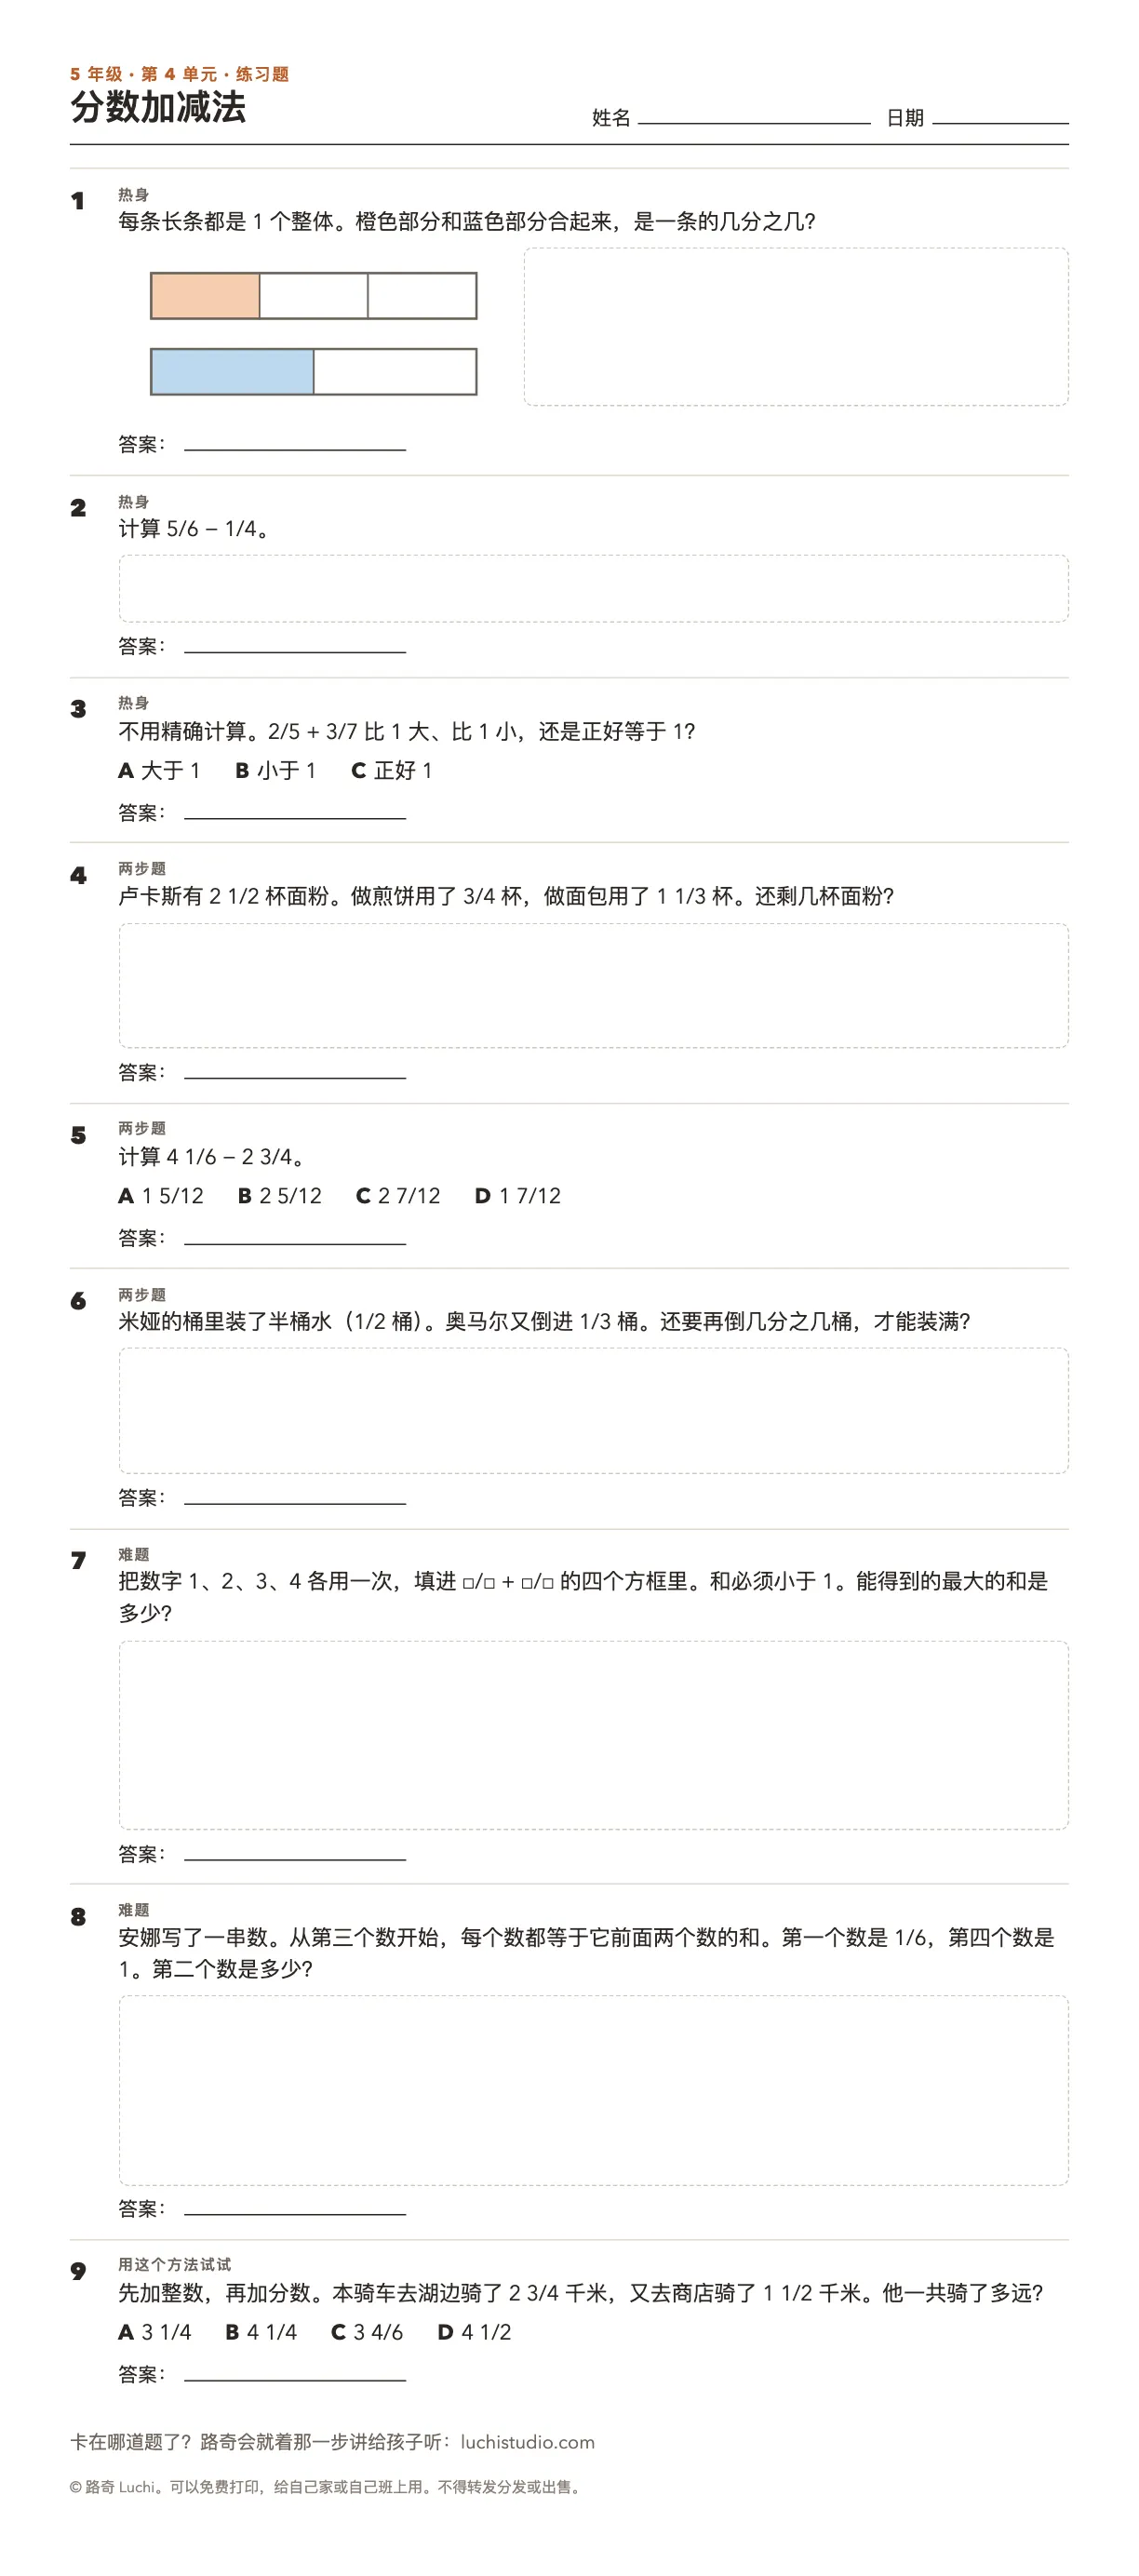 5 年级 · 第 4 单元 · 练习题
分数加减法
姓名 日期
1 热身
每条长条都是 1 个整体。橙色部分和蓝色部分合起来，是一条的几分之几？
答案：
2 热身
计算 5/6 − 1/4。
答案：
3 热身
不用精确计算。2/5 + 3/7 比 1 大、比 1 小，还是正好等于 1？
A 大于 1 B 小于 1 C 正好 1
答案：
4 两步题
卢卡斯有 2 1/2 杯面粉。做煎饼用了 3/4 杯，做面包用了 1 1/3 杯。还剩几杯面粉？
答案：
5 两步题
计算 4 1/6 − 2 3/4。
A 1 5/12 B 2 5/12 C 2 7/12 D 1 7/12
答案：
6 两步题
米娅的桶里装了半桶水（1/2 桶）。奥马尔又倒进 1/3 桶。还要再倒几分之几桶，才能装满？
答案：
7 难题
把数字 1、2、3、4 各用一次，填进 □/□ + □/□ 的四个方框里。和必须小于 1。能得到的最大的和是
多少？
答案：
8 难题
安娜写了一串数。从第三个数开始，每个数都等于它前面两个数的和。第一个数是 1/6，第四个数是
1。第二个数是多少？
答案：
9 用这个方法试试
先加整数，再加分数。本骑车去湖边骑了 2 3/4 千米，又去商店骑了 1 1/2 千米。他一共骑了多远？
A 3 1/4 B 4 1/4 C 3 4/6 D 4 1/2
答案：
卡在哪道题了？路奇会就着那一步讲给孩子听：luchistudio.com
© 路奇 Luchi。可以免费打印，给自己家或自己班上用。不得转发分发或出售。